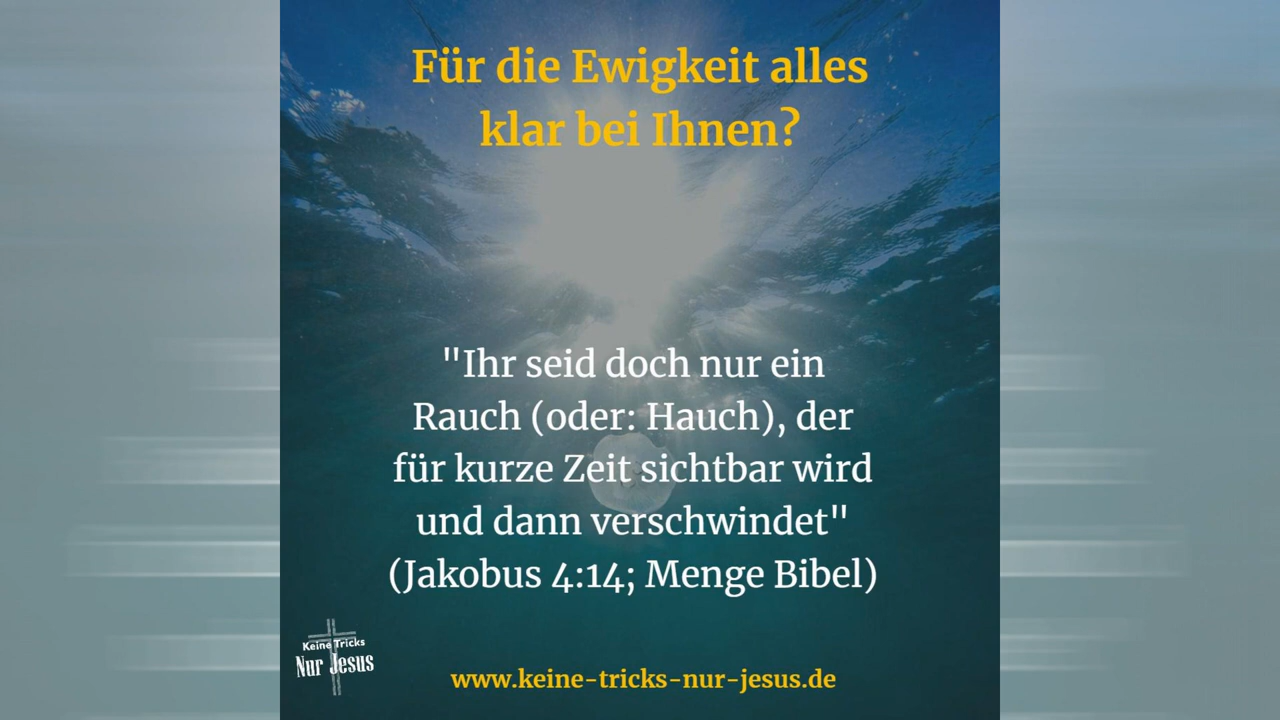 Für die Ewigkeit alles
klar bei Ihnen?
"Ihr seid doch nur ein
Rauch (oder: Hauch), der
für kurze Zeit sichtbar wird
und dann verschwindet"
(Jakobus 4:14; Menge Bibel)
Keine Tricks
Nur Jesus
www.keine-tricks-nur-jesus.de